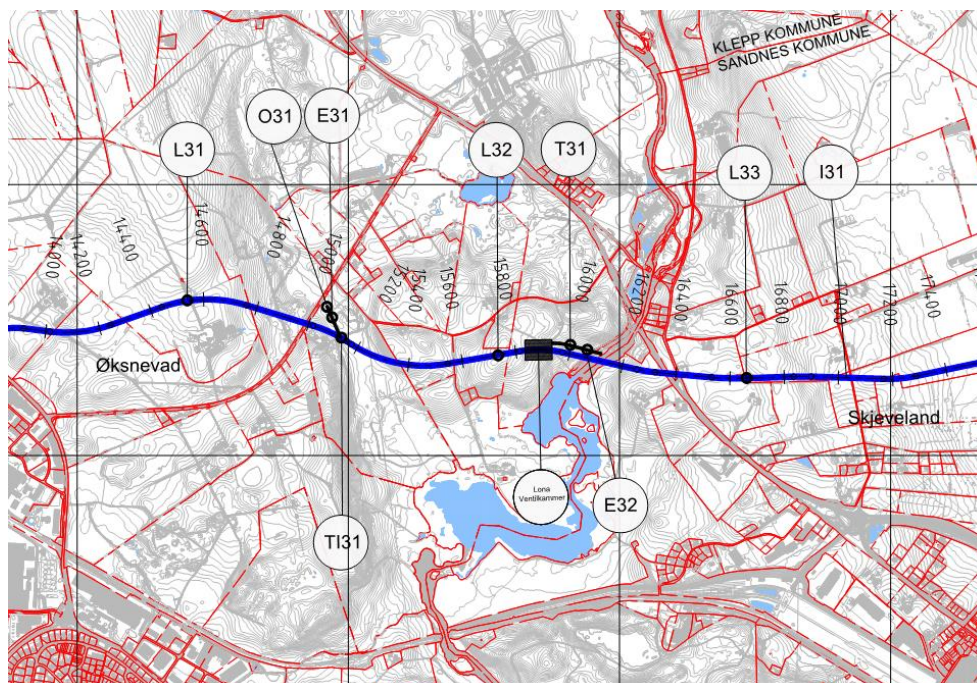 KLEPP KOMMUNE
SANDNES KOMMUNE
O31
E31
L31
L32
T31
L33
I31
14000
14200
14400
14600
14800
15000
15200
15400
15600
15800
16000
16200
16400
16600
16800
17000
17200
17400
Øksnevad
Skjeveland
Lona
Ventilkammer
E32
TI31